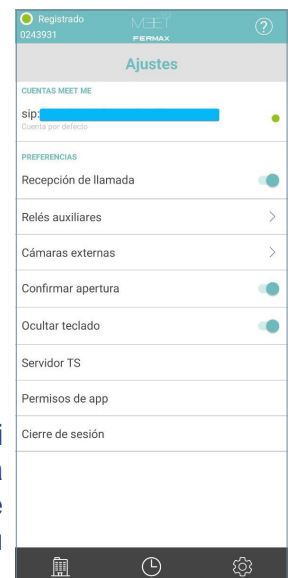 Registrado
MEET
0243931
FERMAX
?
Ajustes
CUENTAS MEET ME
sip:
Cuenta por defecto
PREFERENCIAS
Recepción de llamada
Relés auxiliares
Cámaras externas
Confirmar apertura
Ocultar teclado
Servidor TS
Permisos de app
Cierre de sesión